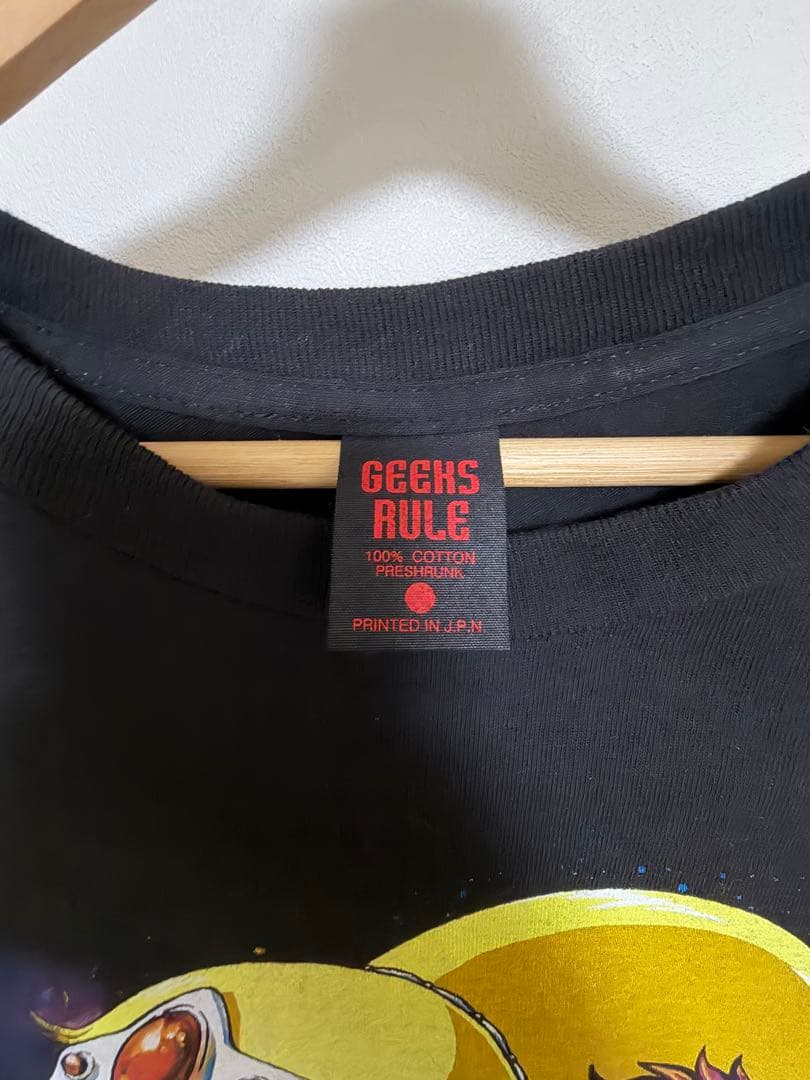 GEEKS
RULE
100% COTTON
PRESHRUNK
PRINTED IN J.P.N